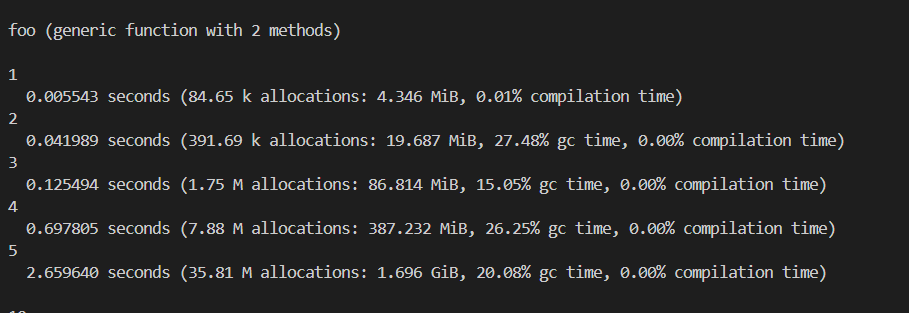 foo (generic function with 2 methods)
1
0.005543 seconds (84.65 k allocations: 4.346 MiB, 0.01% compilation time)
2
0.041989 seconds (391.69 k allocations: 19.687 MiB, 27.48% gc time, 0.00% compilation time)
3
0.125494 seconds (1.75 M allocations: 86.814 MiB, 15.05% gc time, 0.00% compilation time)
4
0.697805 seconds (7.88 M allocations: 387.232 MiB, 26.25% gc time, 0.00% compilation time)
5
2.659640 seconds (35.81 M allocations: 1.696 GiB, 20.08% gc time, 0.00% compilation time)